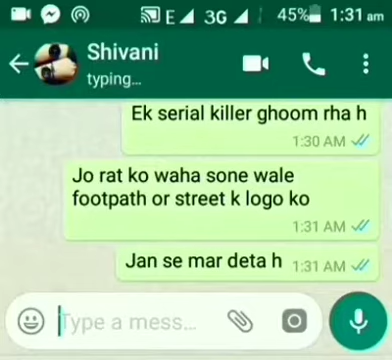 E 3G 45% 1:31 am
Shivani
typing...
Ek serial killer ghoom rha h
1:30 AM
Jo rat ko waha sone wale
footpath or street k logo ko
1:31 AM
Jan se mar deta h 1:31 AM
Type a mess...